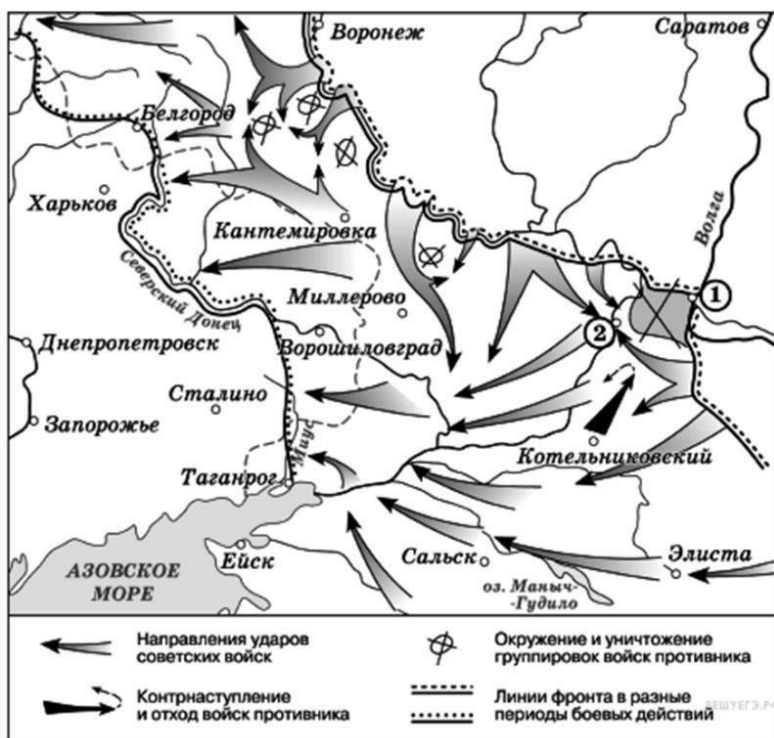 Воронеж
Саратов
Белгород
Волга
Харьков
Кантемировка
Северский Донец
Миллерово
1
2
Днепропетровск
Ворошиловград
Сталино
Запорожье
Миус
Котельниковский
Таганрог
Ейск
Сальск
Элиста
АЗОВСКОЕ
МОРЕ
оз. Маныч-
-Гудило
Направления ударов
советских войск
Окружение и уничтожение
группировок войск противника
Контрнаступление
и отход войск противника
Линии фронта в разные
периоды боевых действий
РЕШУЕГЭ.РФ